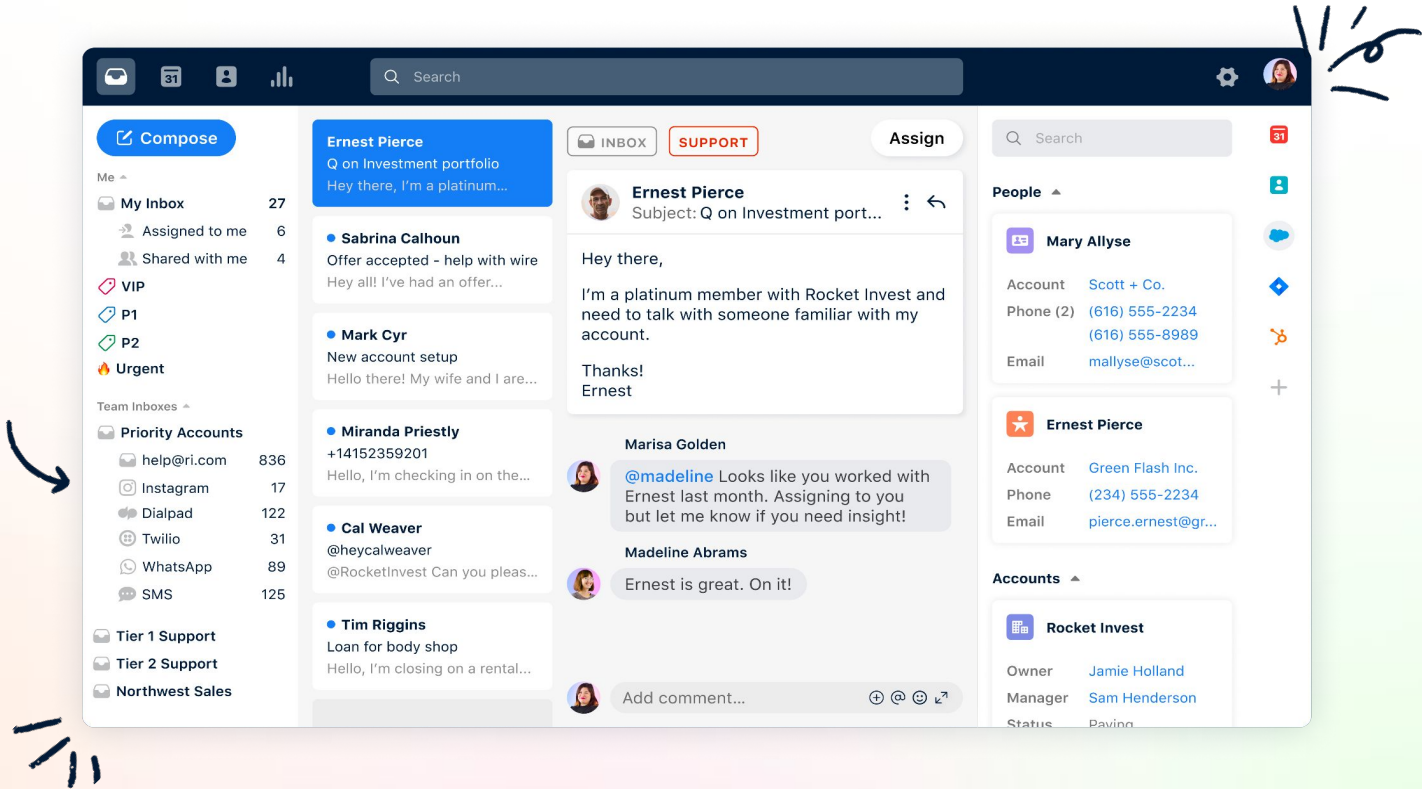 31
Search
Compose
Me
My Inbox 27
Assigned to me 6
Shared with me 4
VIP
P1
P2
Urgent
Team Inboxes
Priority Accounts
help@ri.com 836
Instagram 17
Dialpad 122
Twilio 31
WhatsApp 89
SMS 125
Tier 1 Support
Tier 2 Support
Northwest Sales
Ernest Pierce
Q on Investment portfolio
Hey there, I'm a platinum...
Sabrina Calhoun
Offer accepted - help with wire
Hey all! I've had an offer...
Mark Cyr
New account setup
Hello there! My wife and I are...
Miranda Priestly
+14152359201
Hello, I'm checking in on the...
Cal Weaver
@heycalweaver
@RocketInvest Can you pleas...
Tim Riggins
Loan for body shop
Hello, I'm closing on a rental...
INBOX
SUPPORT
Assign
Ernest Pierce
Subject: Q on Investment port...
Hey there,
I'm a platinum member with Rocket Invest and
need to talk with someone familiar with my
account.
Thanks!
Ernest
Marisa Golden
@madeline Looks like you worked with
Ernest last month. Assigning to you
but let me know if you need insight!
Madeline Abrams
Ernest is great. On it!
Add comment...
Search
People
Mary Allyse
Account Scott + Co.
Phone (2) (616) 555-2234
(616) 555-8989
Email mallyse@scot...
Ernest Pierce
Account Green Flash Inc.
Phone (234) 555-2234
Email pierce.ernest@gr...
Accounts
Rocket Invest
Owner Jamie Holland
Manager Sam Henderson
Status Paying
31